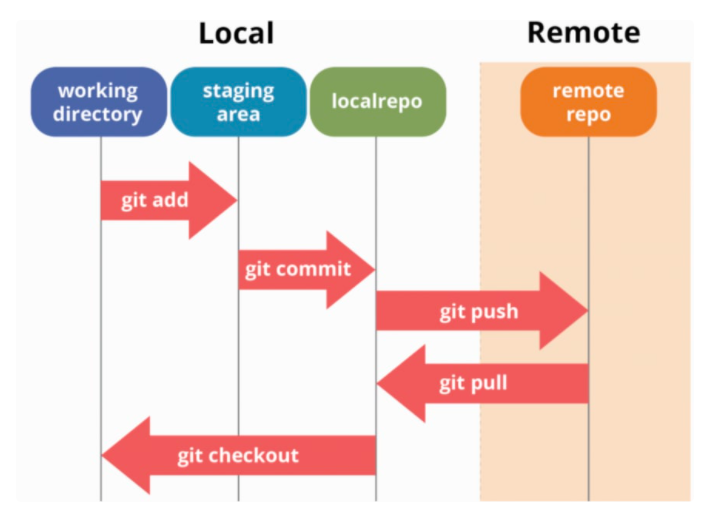 Local
Remote
working
directory
staging
area
localrepo
remote
repo
git add
git commit
git push
git pull
git checkout